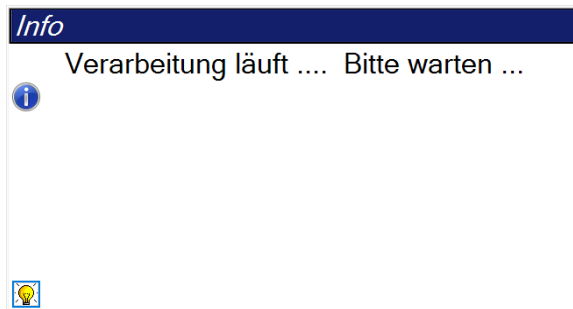 Info
Verarbeitung läuft .... Bitte warten ...